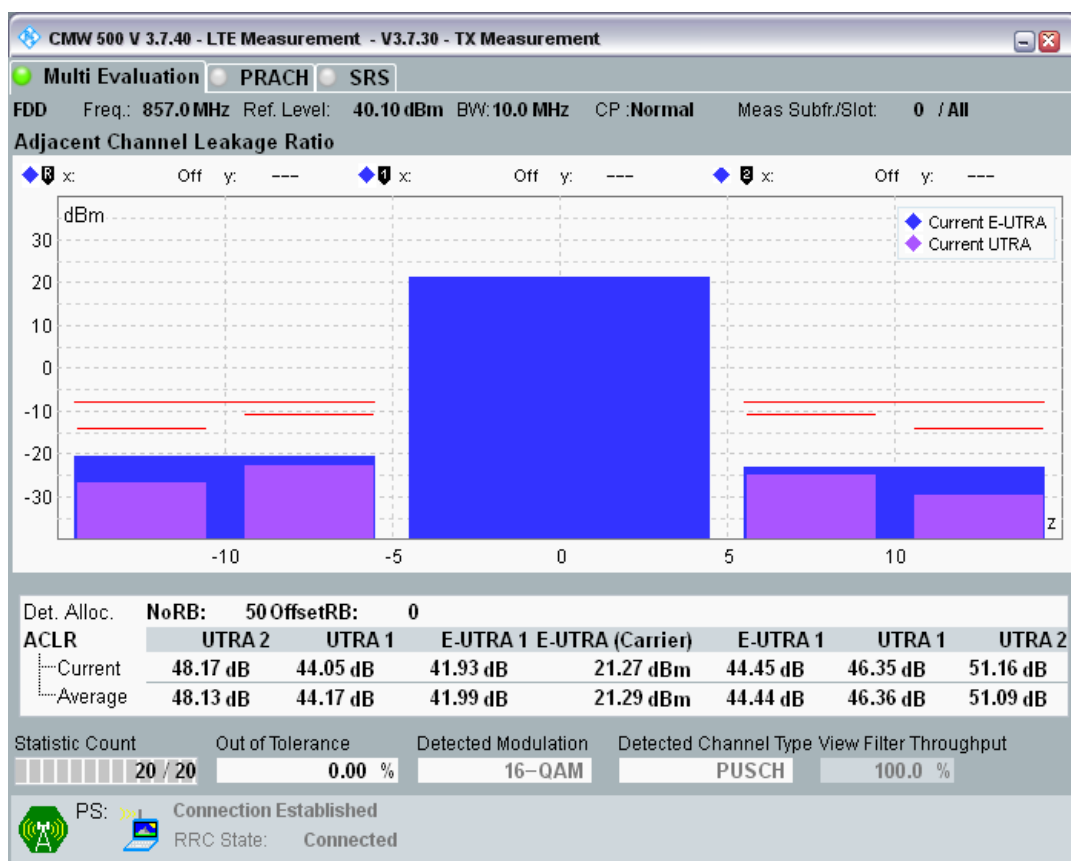 CMW 500 V 3.7.40 - LTE Measurement - V3.7.30 - TX Measurement
Multi Evaluation PRACH SRS
FDD Freq.: 857.0 MHz Ref. Level: 40.10 dBm BW: 10.0 MHz CP :Normal Meas Subfr./Slot: 0 / All
Adjacent Channel Leakage Ratio
R x: Off y: --- 1 x: Off y: --- 2 x: Off y: ---
dBm
Current E-UTRA
Current UTRA
30
20
10
0
-10
-20
-30
z
-10 -5 0 5 10
Det. Alloc. NoRB: 50 OffsetRB: 0
ACLR UTRA 2 UTRA 1 E-UTRA 1 E-UTRA (Carrier) E-UTRA 1 UTRA 1 UTRA 2
Current 48.17 dB 44.05 dB 41.93 dB 21.27 dBm 44.45 dB 46.35 dB 51.16 dB
Average 48.13 dB 44.17 dB 41.99 dB 21.29 dBm 44.44 dB 46.36 dB 51.09 dB
Statistic Count Out of Tolerance Detected Modulation Detected Channel Type View Filter Throughput
20 / 20 0.00 % 16-QAM PUSCH 100.0 %
PS: Connection Established
RRC State: Connected